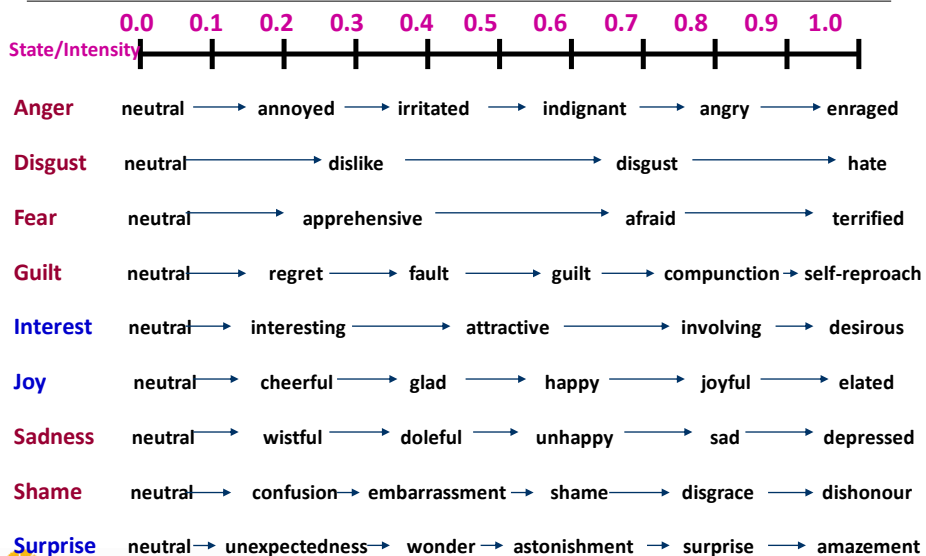 0.0 0.1 0.2 0.3 0.4 0.5 0.6 0.7 0.8 0.9 1.0
State/Intensity
Anger neutral annoyed irritated indignant angry enraged
Disgust neutral dislike disgust hate
Fear neutral apprehensive afraid terrified
Guilt neutral regret fault guilt compunction self-reproach
Interest neutral interesting attractive involving desirous
Joy neutral cheerful glad happy joyful elated
Sadness neutral wistful doleful unhappy sad depressed
Shame neutral confusion embarrassment shame disgrace dishonour
Surprise neutral unexpectedness wonder astonishment surprise amazement